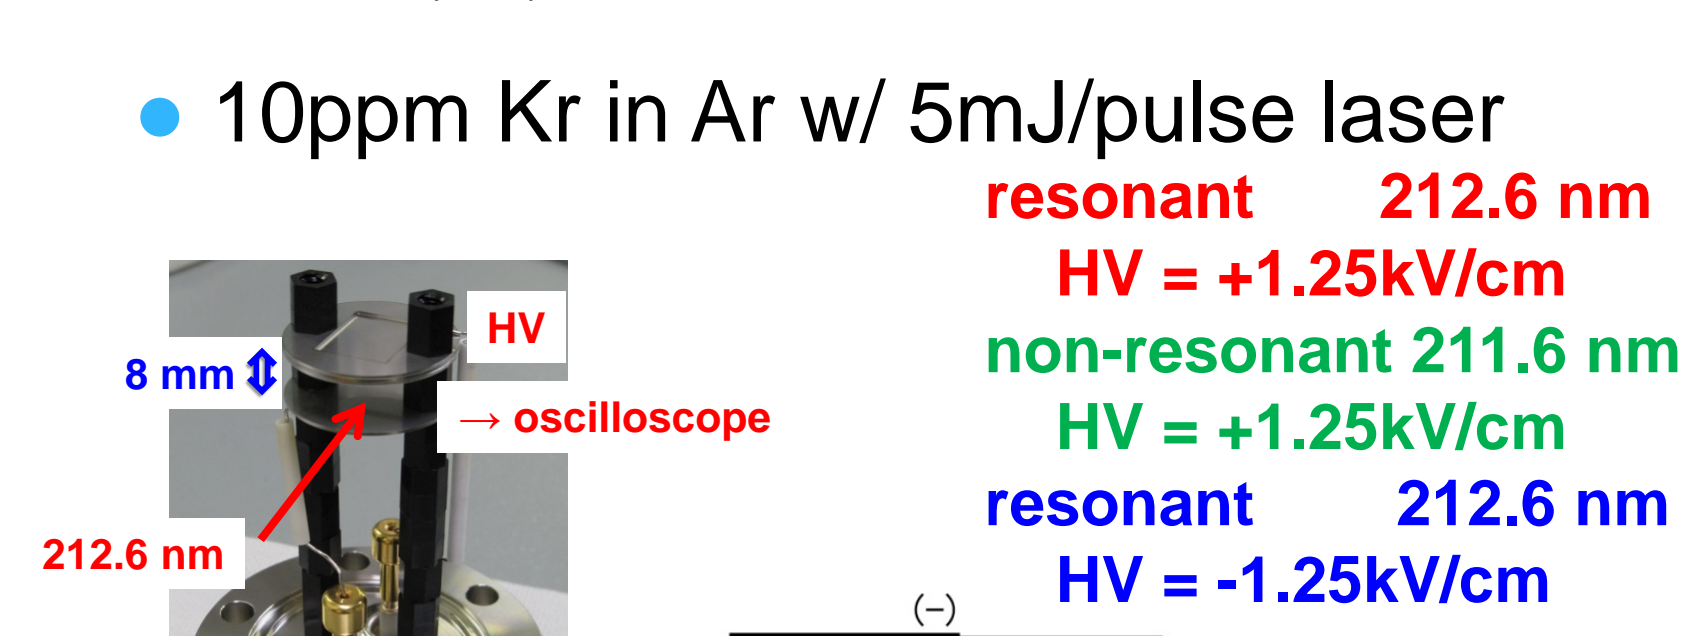 10ppm Kr in Ar w/ 5mJ/pulse laser
resonant 212.6 nm
HV = +1.25kV/cm
non-resonant 211.6 nm
HV = +1.25kV/cm
resonant 212.6 nm
HV = -1.25kV/cm
HV
8 mm
→ oscilloscope
212.6 nm
(−)